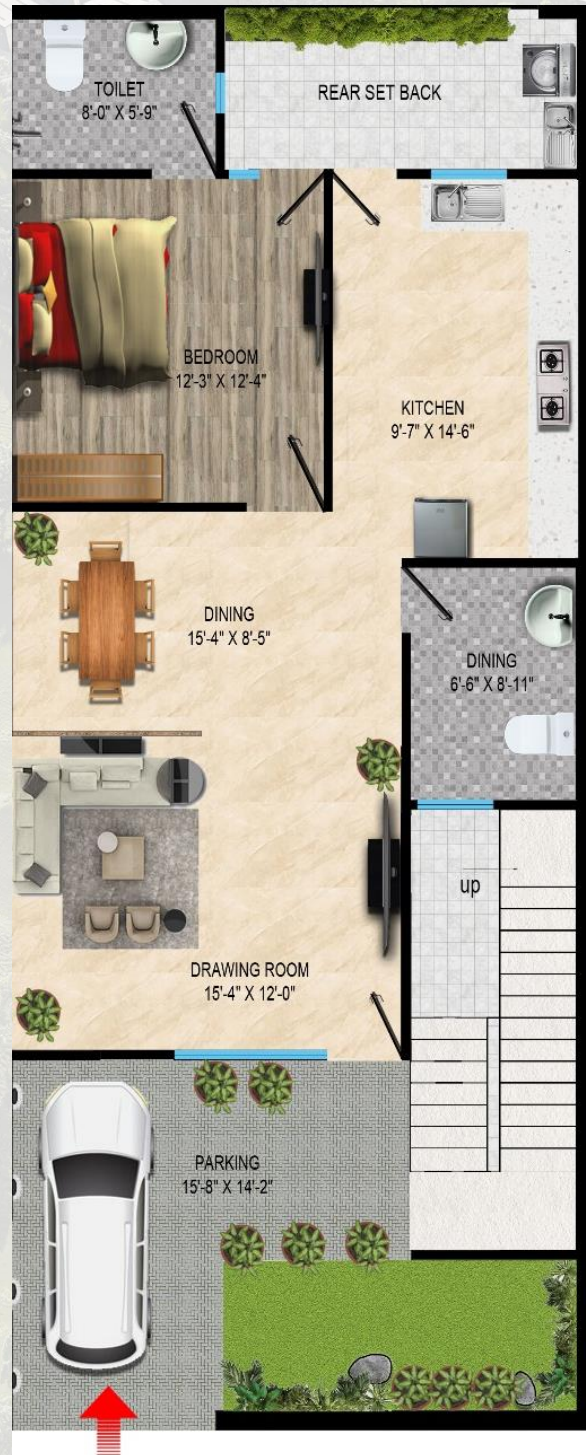 TOILET
8'-0" X 5'-9"
REAR SET BACK
BEDROOM
12'-3" X 12'-4"
KITCHEN
9'-7" X 14'-6"
DINING
15'-4" X 8'-5"
DINING
6'-6" X 8'-11"
up
DRAWING ROOM
15'-4" X 12'-0"
PARKING
15'-8" X 14'-2"